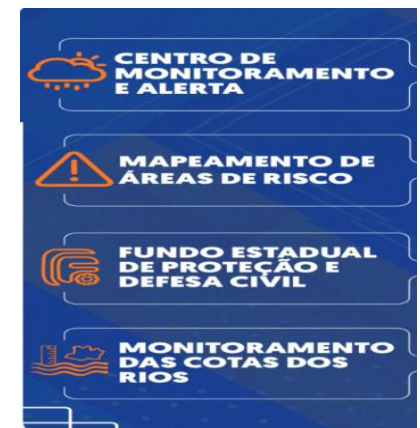 CENTRO DE
MONITORAMENTO
E ALERTA
MAPEAMENTO DE
ÁREAS DE RISCO
FUNDO ESTADUAL
DE PROTEÇÃO E
DEFESA CIVIL
MONITORAMENTO
DAS COTAS DOS
RIOS